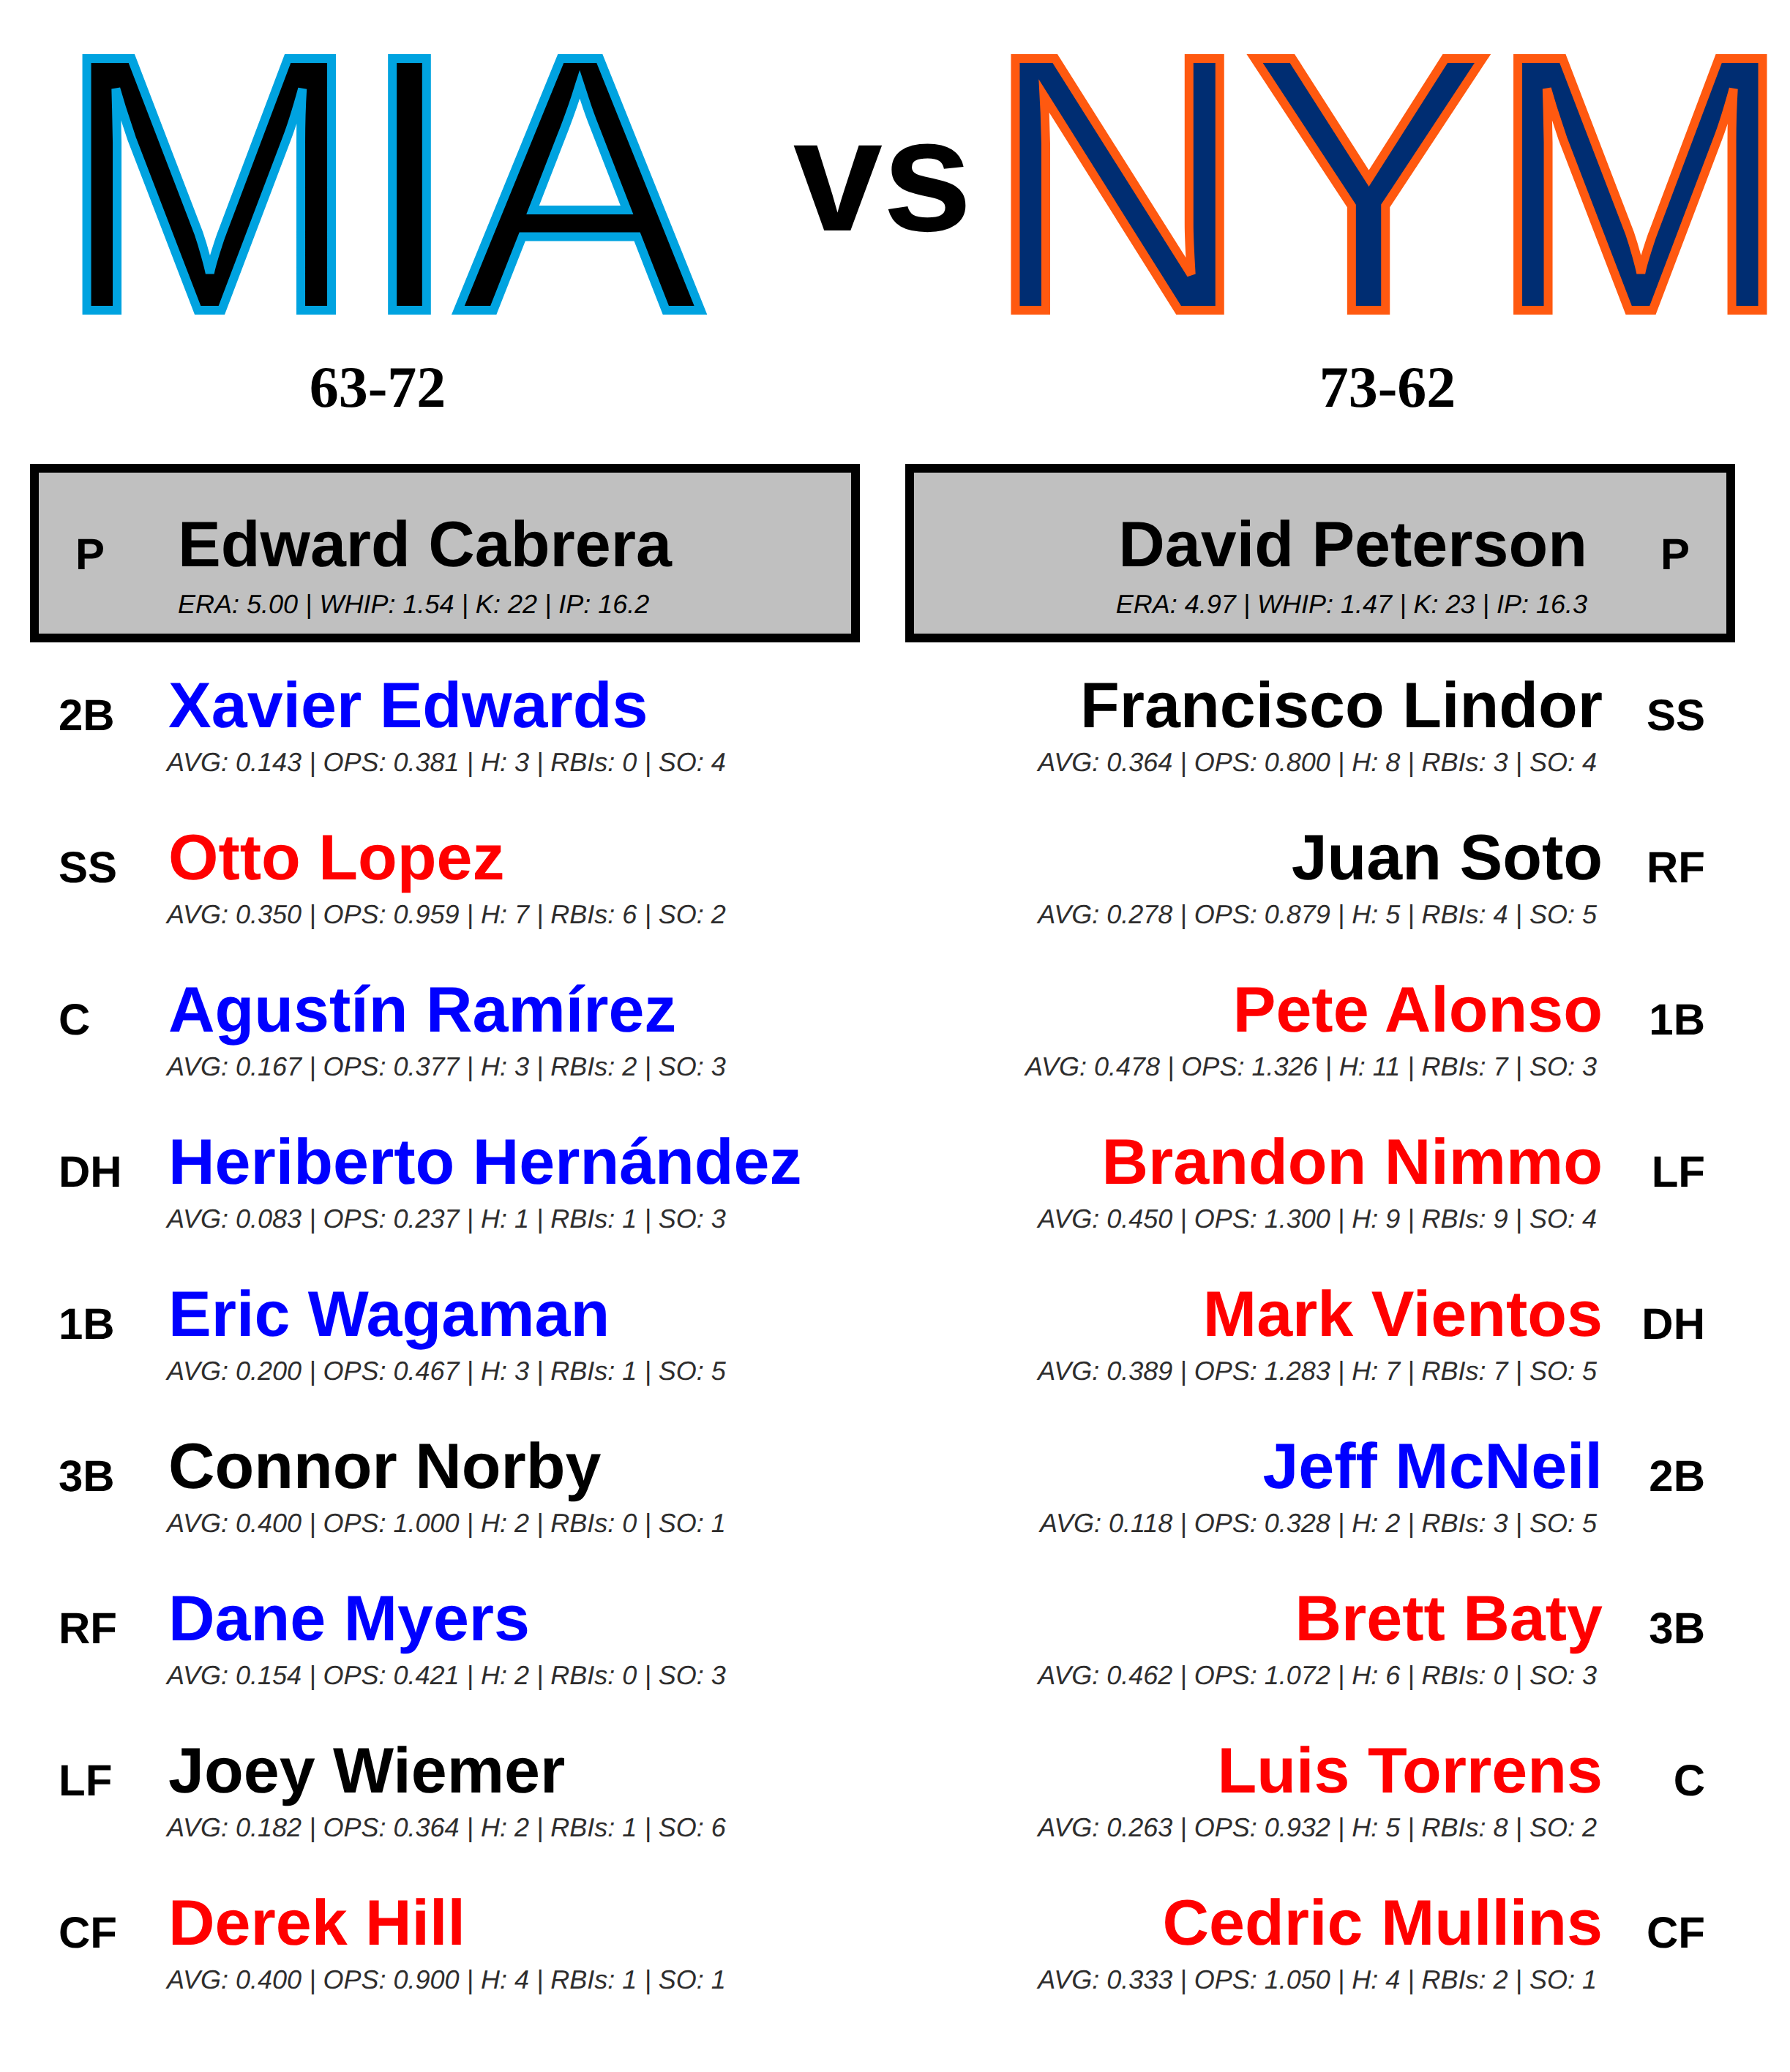 MIA vs NYM
63-72
73-62
P Edward Cabrera
ERA: 5.00 | WHIP: 1.54 | K: 22 | IP: 16.2
David Peterson P
ERA: 4.97 | WHIP: 1.47 | K: 23 | IP: 16.3
2B Xavier Edwards
AVG: 0.143 | OPS: 0.381 | H: 3 | RBIs: 0 | SO: 4
SS Otto Lopez
AVG: 0.350 | OPS: 0.959 | H: 7 | RBIs: 6 | SO: 2
C Agustín Ramírez
AVG: 0.167 | OPS: 0.377 | H: 3 | RBIs: 2 | SO: 3
DH Heriberto Hernández
AVG: 0.083 | OPS: 0.237 | H: 1 | RBIs: 1 | SO: 3
1B Eric Wagaman
AVG: 0.200 | OPS: 0.467 | H: 3 | RBIs: 1 | SO: 5
3B Connor Norby
AVG: 0.400 | OPS: 1.000 | H: 2 | RBIs: 0 | SO: 1
RF Dane Myers
AVG: 0.154 | OPS: 0.421 | H: 2 | RBIs: 0 | SO: 3
LF Joey Wiemer
AVG: 0.182 | OPS: 0.364 | H: 2 | RBIs: 1 | SO: 6
CF Derek Hill
AVG: 0.400 | OPS: 0.900 | H: 4 | RBIs: 1 | SO: 1
Francisco Lindor SS
AVG: 0.364 | OPS: 0.800 | H: 8 | RBIs: 3 | SO: 4
Juan Soto RF
AVG: 0.278 | OPS: 0.879 | H: 5 | RBIs: 4 | SO: 5
Pete Alonso 1B
AVG: 0.478 | OPS: 1.326 | H: 11 | RBIs: 7 | SO: 3
Brandon Nimmo LF
AVG: 0.450 | OPS: 1.300 | H: 9 | RBIs: 9 | SO: 4
Mark Vientos DH
AVG: 0.389 | OPS: 1.283 | H: 7 | RBIs: 7 | SO: 5
Jeff McNeil 2B
AVG: 0.118 | OPS: 0.328 | H: 2 | RBIs: 3 | SO: 5
Brett Baty 3B
AVG: 0.462 | OPS: 1.072 | H: 6 | RBIs: 0 | SO: 3
Luis Torrens C
AVG: 0.263 | OPS: 0.932 | H: 5 | RBIs: 8 | SO: 2
Cedric Mullins CF
AVG: 0.333 | OPS: 1.050 | H: 4 | RBIs: 2 | SO: 1